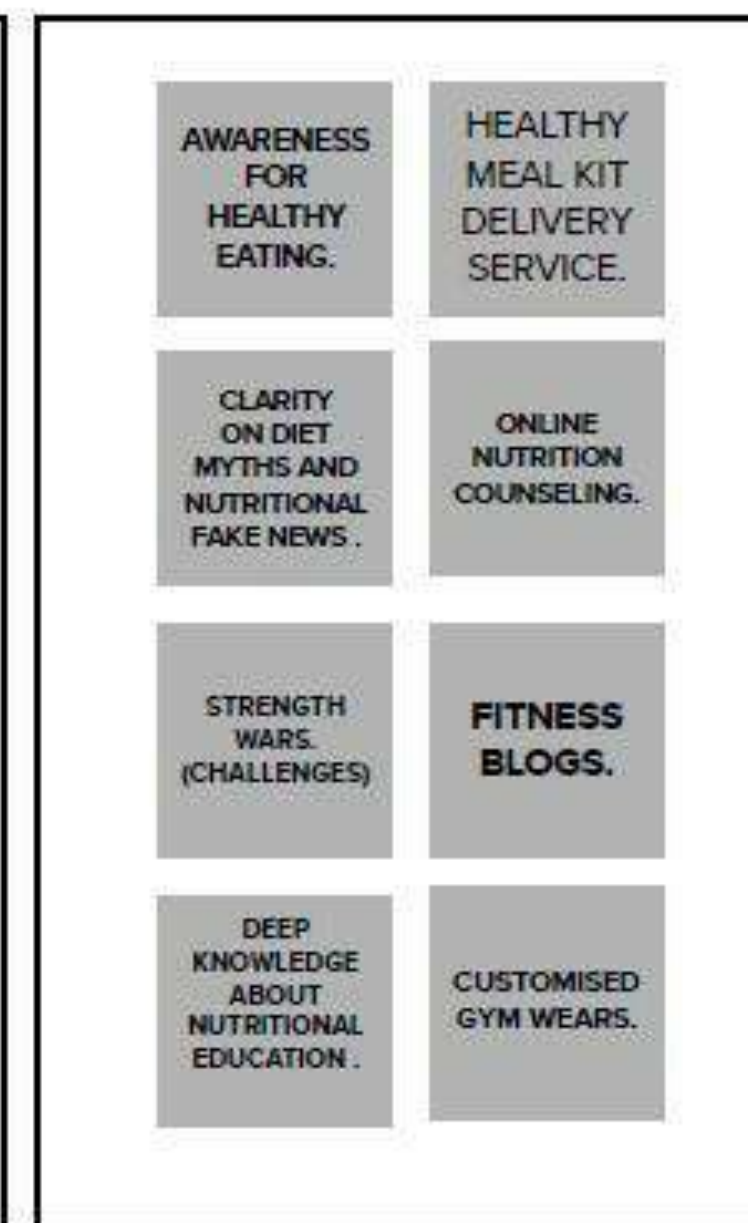 AWARENESS
FOR
HEALTHY
EATING.
HEALTHY
MEAL KIT
DELIVERY
SERVICE.
CLARITY
ON DIET
MYTHS AND
NUTRITIONAL
FAKE NEWS .
ONLINE
NUTRITION
COUNSELING.
STRENGTH
WARS.
(CHALLENGES)
FITNESS
BLOGS.
DEEP
KNOWLEDGE
ABOUT
NUTRITIONAL
EDUCATION .
CUSTOMISED
GYM WEARS.